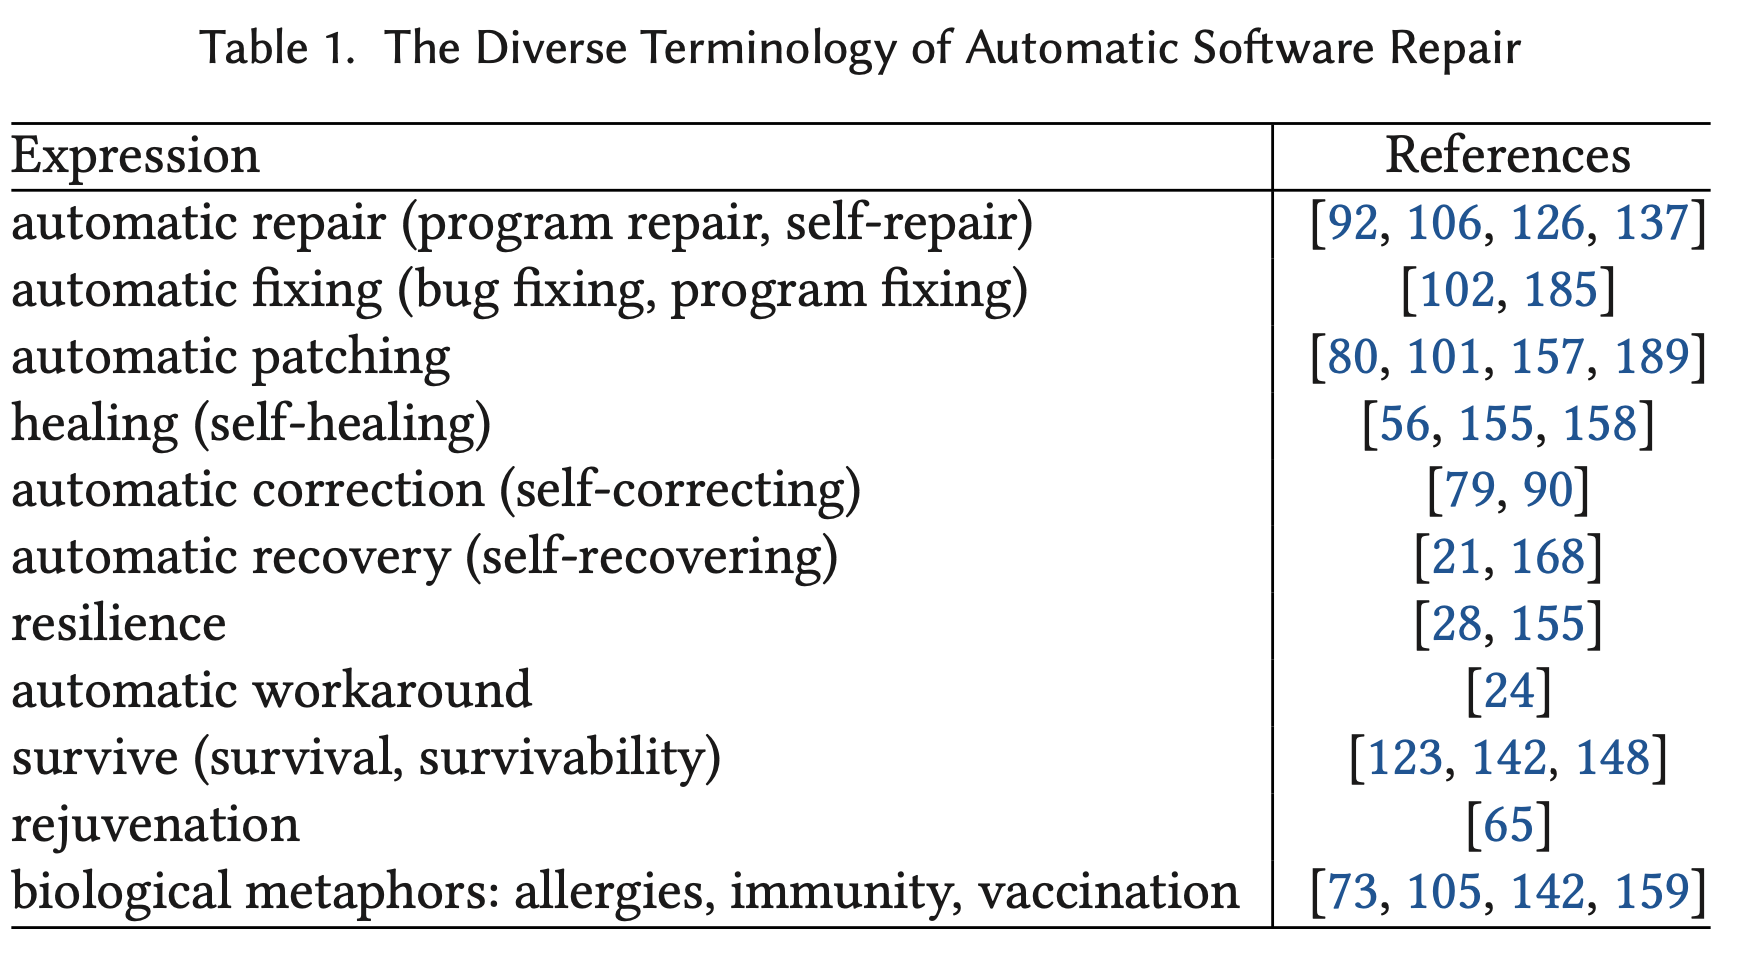 Table 1. The Diverse Terminology of Automatic Software Repair
Expression References
automatic repair (program repair, self-repair) [92, 106, 126, 137]
automatic fixing (bug fixing, program fixing) [102, 185]
automatic patching [80, 101, 157, 189]
healing (self-healing) [56, 155, 158]
automatic correction (self-correcting) [79, 90]
automatic recovery (self-recovering) [21, 168]
resilience [28, 155]
automatic workaround [24]
survive (survival, survivability) [123, 142, 148]
rejuvenation [65]
biological metaphors: allergies, immunity, vaccination [73, 105, 142, 159]